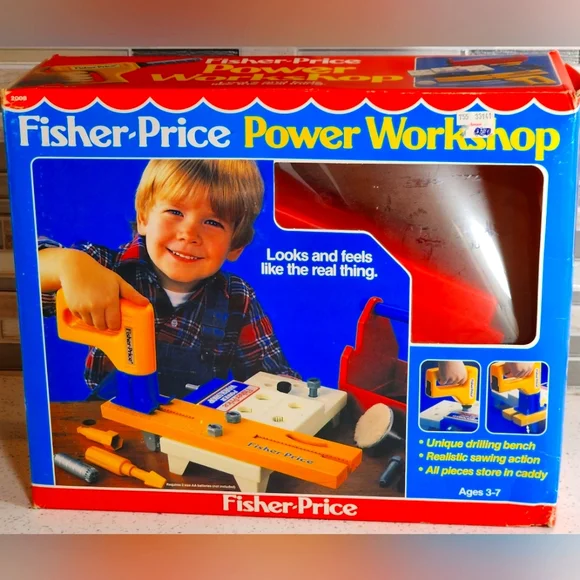 Fisher-Price
Power
Workshop
2008
Fisher-Price Power Workshop
Looks and feels
like the real thing.
Fisher-Price
Fisher-Price
• Unique drilling bench
• Realistic sawing action
• All pieces store in caddy
Ages 3-7
Fisher-Price